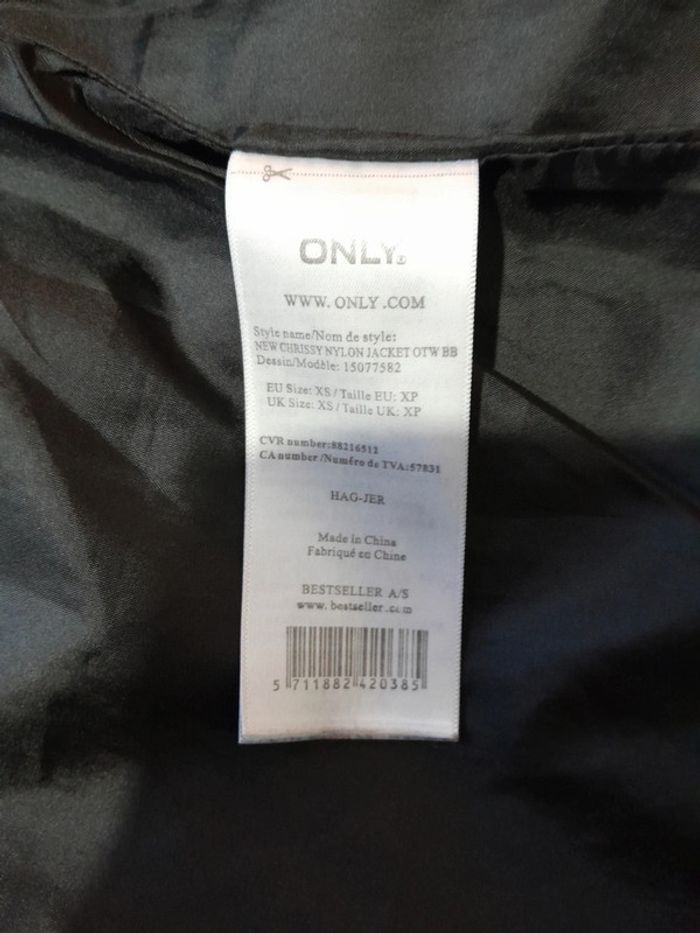 ONLY.
WWW. ONLY .COM
Style name/Nom de style:
NEW CHRISSY NYLON JACKET OTW BB
Dessin/Modèle: 15077582
EU Size: XS / Taille EU: XP
UK Size: XS / Taille UK: XP
CVR number:88216512
CA number /Numéro de TVA:57831
HAG-JER
Made in China
Fabriqué en Chine
BESTSELLER A/S
www. bestseller .com
5 711882 420385